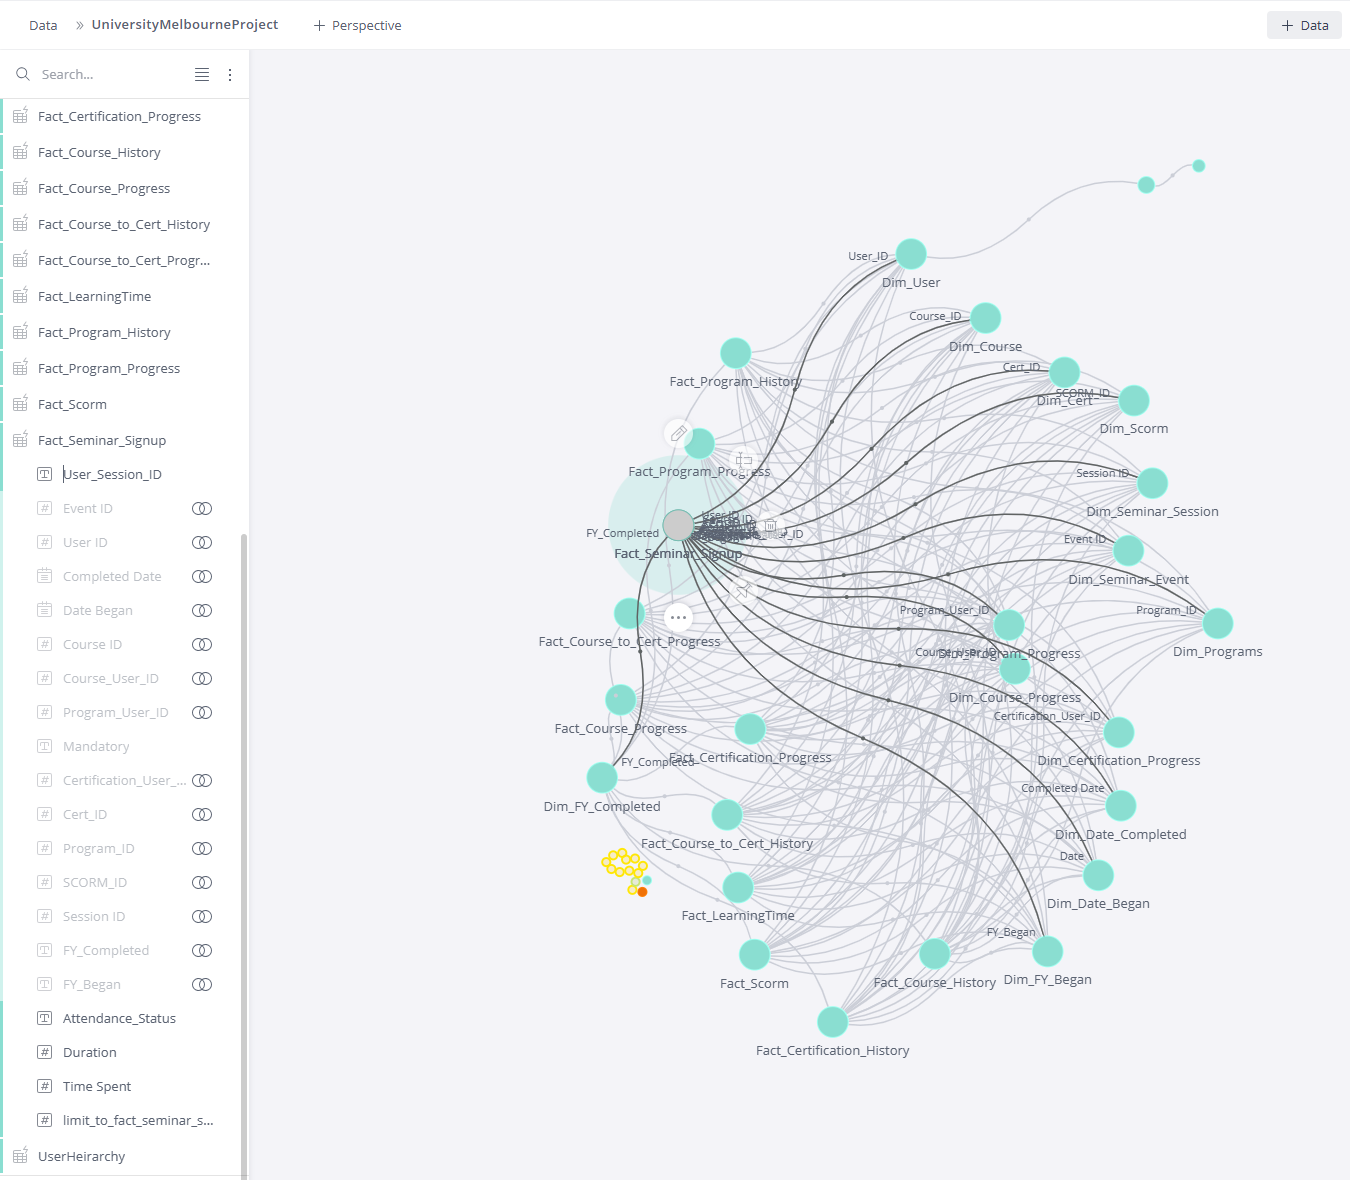 Data » UniversityMelbourneProject + Perspective + Data
Search...
Fact_Certification_Progress
Fact_Course_History
Fact_Course_Progress
Fact_Course_to_Cert_History
Fact_Course_to_Cert_Progr...
Fact_LearningTime
Fact_Program_History
Fact_Program_Progress
Fact_Scorm
Fact_Seminar_Signup
User_Session_ID
Event ID
User ID
Completed Date
Date Began
Course ID
Course_User_ID
Program_User_ID
Mandatory
Certification_User_...
Cert_ID
Program_ID
SCORM_ID
Session ID
FY_Completed
FY_Began
Attendance_Status
Duration
Time Spent
limit_to_fact_seminar_s...
UserHeirarchy
User_ID
Dim_User
Course_ID
Dim_Course
Cert_ID
Dim_Cert
SCORM_ID
Dim_Scorm
Fact_Program_History
Fact_Program_Progress
Session ID
Dim_Seminar_Session
User_ID
FY_Completed
Fact_Seminar_Signup
Event ID
Dim_Seminar_Event
Program_ID
Dim_Programs
Program_User_ID
Dim_Program_Progress
Fact_Course_to_Cert_Progress
Course_User_ID
Dim_Course_Progress
Fact_Course_Progress
Certification_User_ID
Dim_Certification_Progress
Fact_Certification_Progress
FY_Completed
Dim_FY_Completed
Completed Date
Dim_Date_Completed
Fact_Course_to_Cert_History
Date
Dim_Date_Began
Fact_LearningTime
FY_Began
Dim_FY_Began
Fact_Scorm
Fact_Course_History
Fact_Certification_History